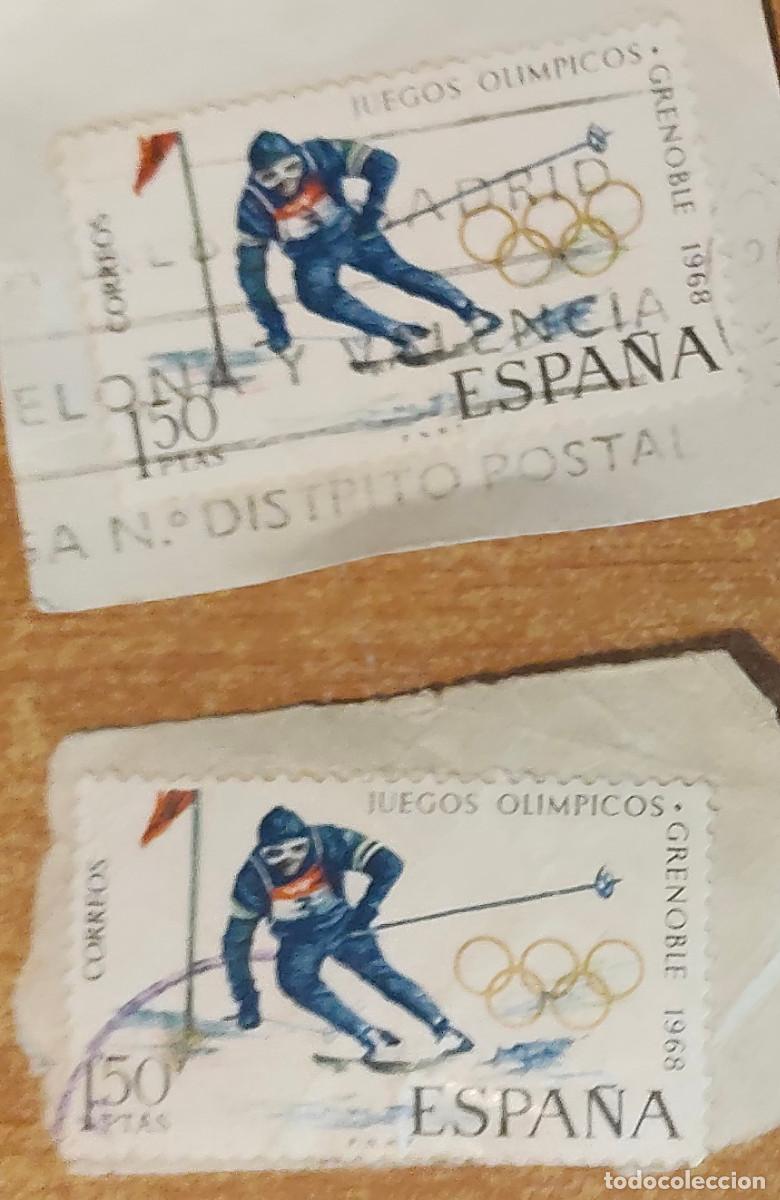 JUEGOS OLIMPICOS •
GRENOBLE 1968
CORREOS
MADRID
ELONA Y VALENCIA
1'50
PTAS
ESPAÑA
GA N.º DISTRITO POSTAL
JUEGOS OLIMPICOS •
GRENOBLE 1968
CORREOS
1'50
PTAS
ESPAÑA
todocoleccion